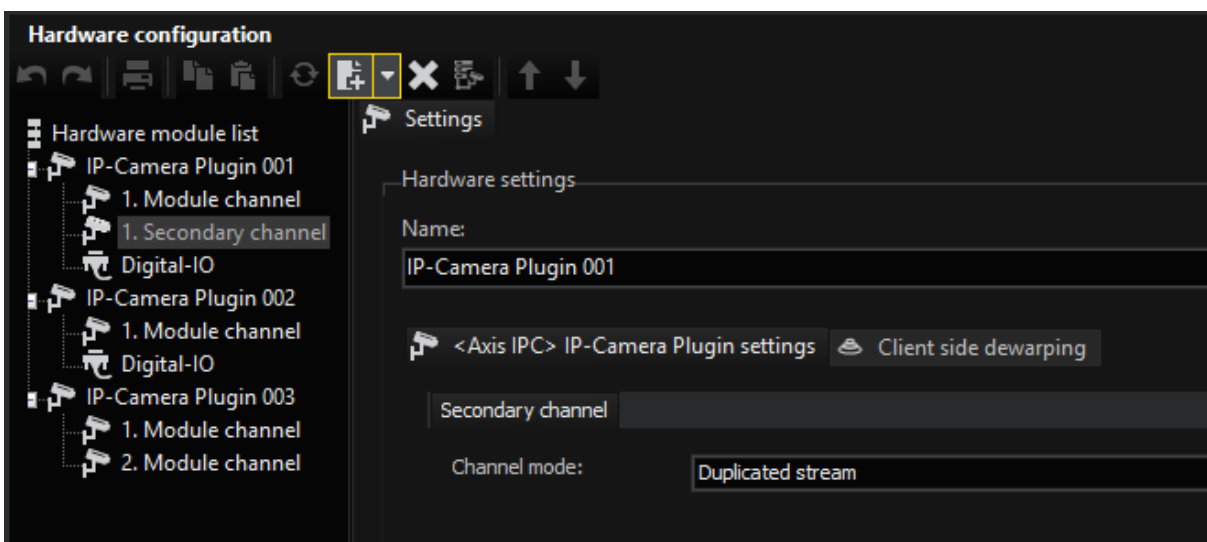 Hardware configuration
Hardware module list
IP-Camera Plugin 001
1. Module channel
1. Secondary channel
Digital-IO
IP-Camera Plugin 002
1. Module channel
Digital-IO
IP-Camera Plugin 003
1. Module channel
2. Module channel
Settings
Hardware settings
Name:
IP-Camera Plugin 001
<Axis IPC> IP-Camera Plugin settings Client side dewarping
Secondary channel
Channel mode: Duplicated stream